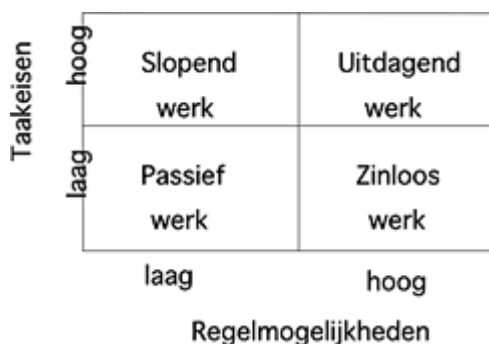 Taakeisen
hoog
Slopend
werk
Uitdagend
werk
laag
Passief
werk
Zinloos
werk
laag
hoog
Regelmogelijkheden